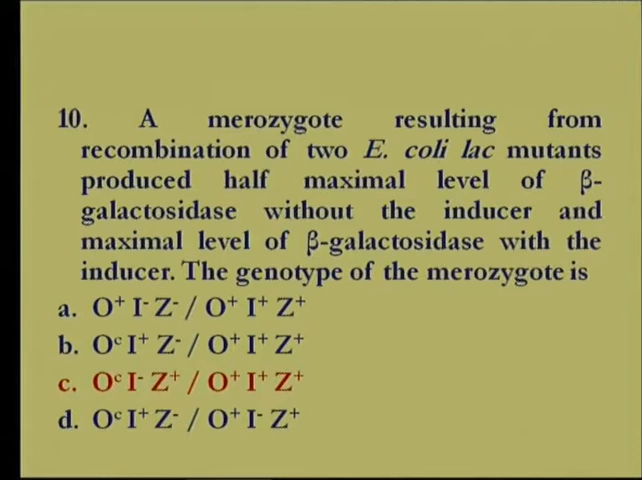 10. A merozygote resulting from
recombination of two E. coli lac mutants
produced half maximal level of β-
galactosidase without the inducer and
maximal level of β-galactosidase with the
inducer. The genotype of the merozygote is
a. O⁺ I⁻ Z⁻ / O⁺ I⁺ Z⁺
b. Oᶜ I⁺ Z⁻ / O⁺ I⁺ Z⁺
c. Oᶜ I⁻ Z⁺ / O⁺ I⁺ Z⁺
d. Oᶜ I⁺ Z⁻ / O⁺ I⁻ Z⁺